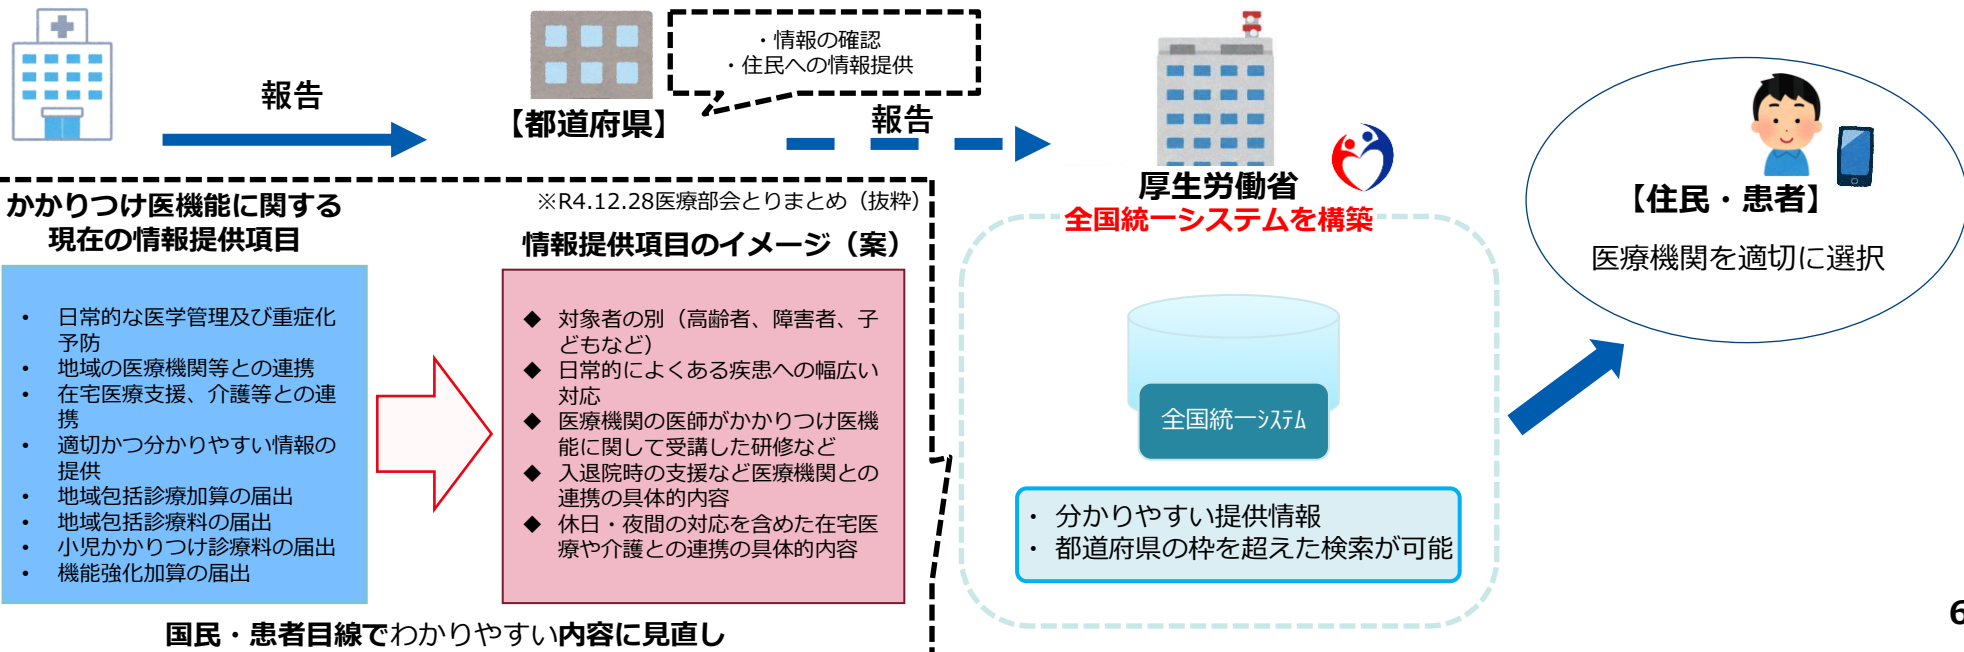 ・情報の確認
・住民への情報提供
報告
【都道府県】
報告
厚生労働省
全国統一システムを構築
【住民・患者】
医療機関を適切に選択
かかりつけ医機能に関する
現在の情報提供項目
• 日常的な医学管理及び重症化
予防
• 地域の医療機関等との連携
• 在宅医療支援、介護等との連
携
• 適切かつ分かりやすい情報の
提供
• 地域包括診療加算の届出
• 地域包括診療料の届出
• 小児かかりつけ診療料の届出
• 機能強化加算の届出
※R4.12.28医療部会とりまとめ（抜粋）
情報提供項目のイメージ（案）
◆ 対象者の別（高齢者、障害者、子
どもなど）
◆ 日常的によくある疾患への幅広い
対応
◆ 医療機関の医師がかかりつけ医機
能に関して受講した研修など
◆ 入退院時の支援など医療機関との
連携の具体的内容
◆ 休日・夜間の対応を含めた在宅医
療や介護との連携の具体的内容
国民・患者目線でわかりやすい内容に見直し
全国統一ｼｽﾃﾑ
・ 分かりやすい提供情報
・ 都道府県の枠を超えた検索が可能
6